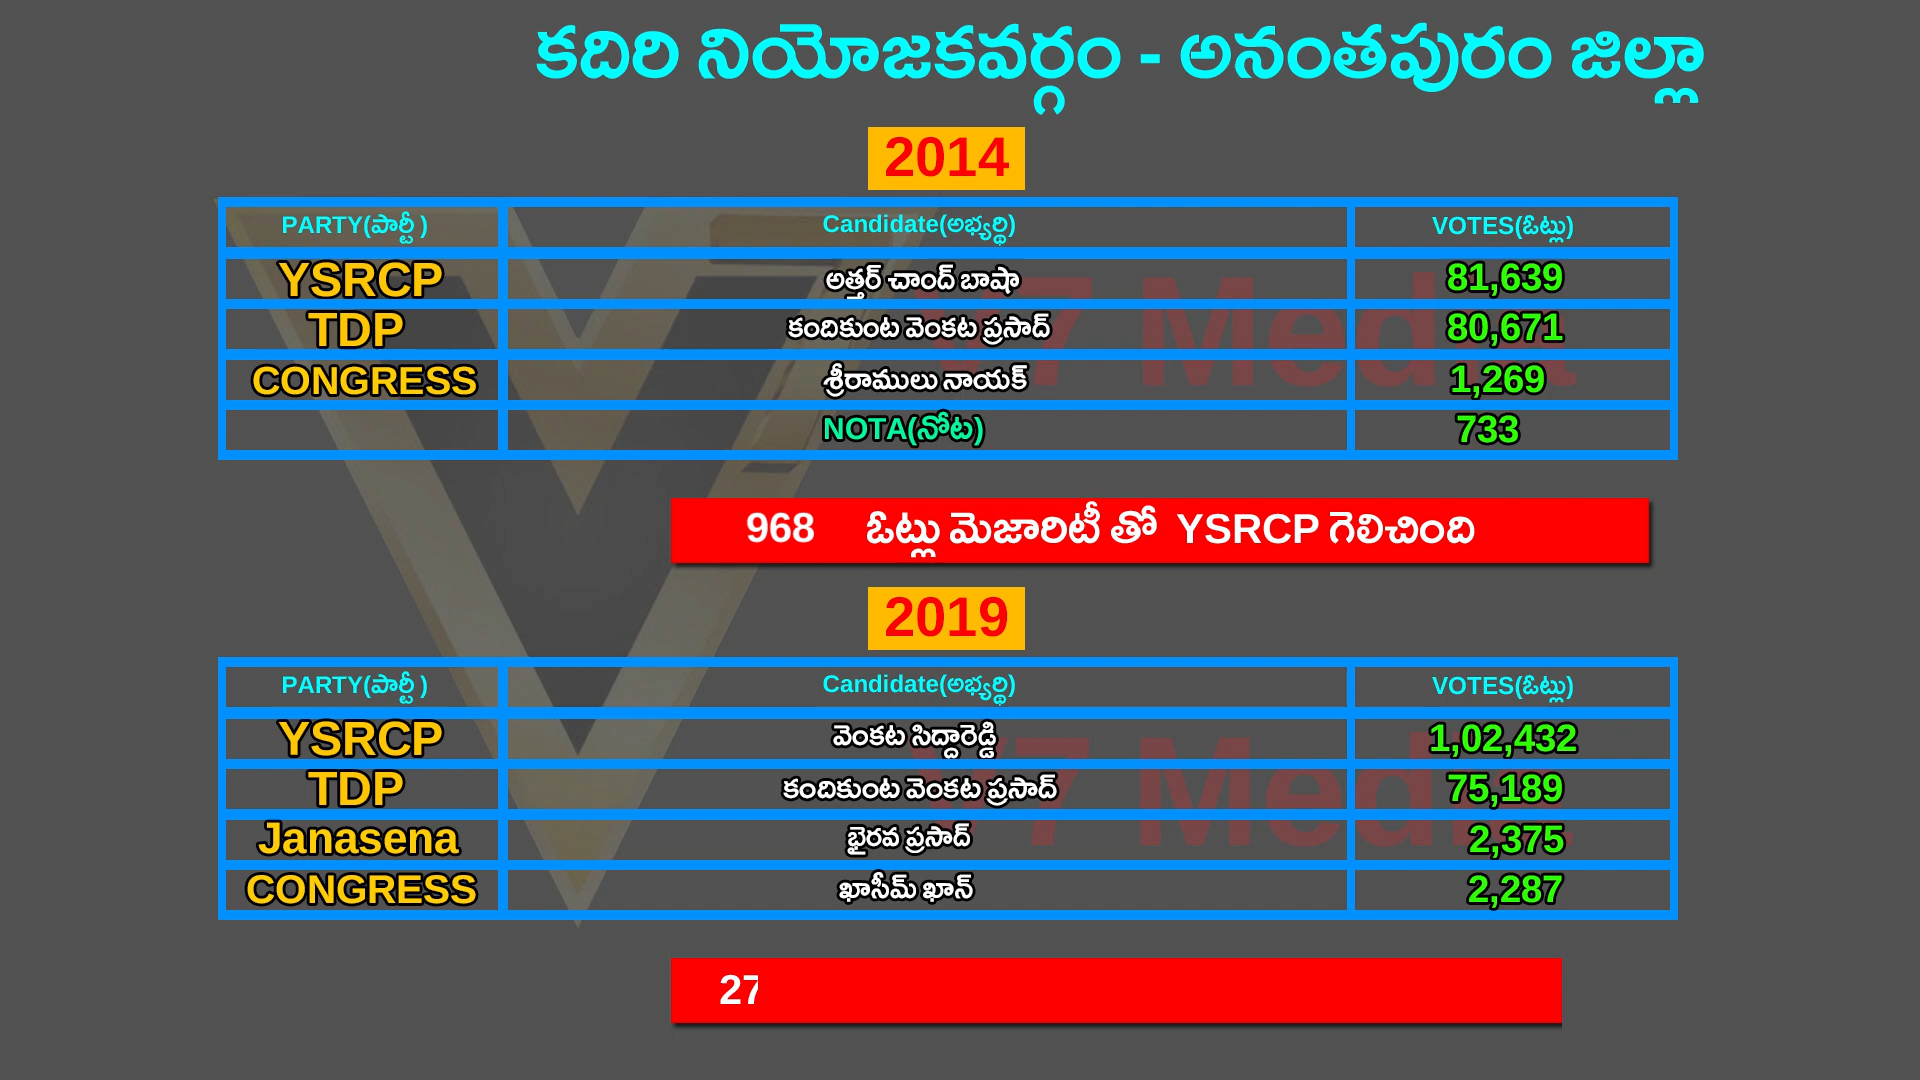 కదిరి నియోజకవర్గం - అనంతపురం జిల్లా
2014
PARTY(పార్టీ) Candidate(అభ్యర్థి) VOTES(ఓట్లు)
YSRCP అత్తర్ చాంద్ బాషా 81,639
TDP కందికుంట వెంకట ప్రసాద్ 80,671
CONGRESS శ్రీరాములు నాయక్ 1,269
NOTA(నోట) 733
968 ఓట్లు మెజారిటీ తో YSRCP గెలిచింది
2019
PARTY(పార్టీ) Candidate(అభ్యర్థి) VOTES(ఓట్లు)
YSRCP వెంకట సిద్దారెడ్డి 1,02,432
TDP కందికుంట వెంకట ప్రసాద్ 75,189
Janasena భైరవ ప్రసాద్ 2,375
CONGRESS ఖాసీమ్ ఖాన్ 2,287
27